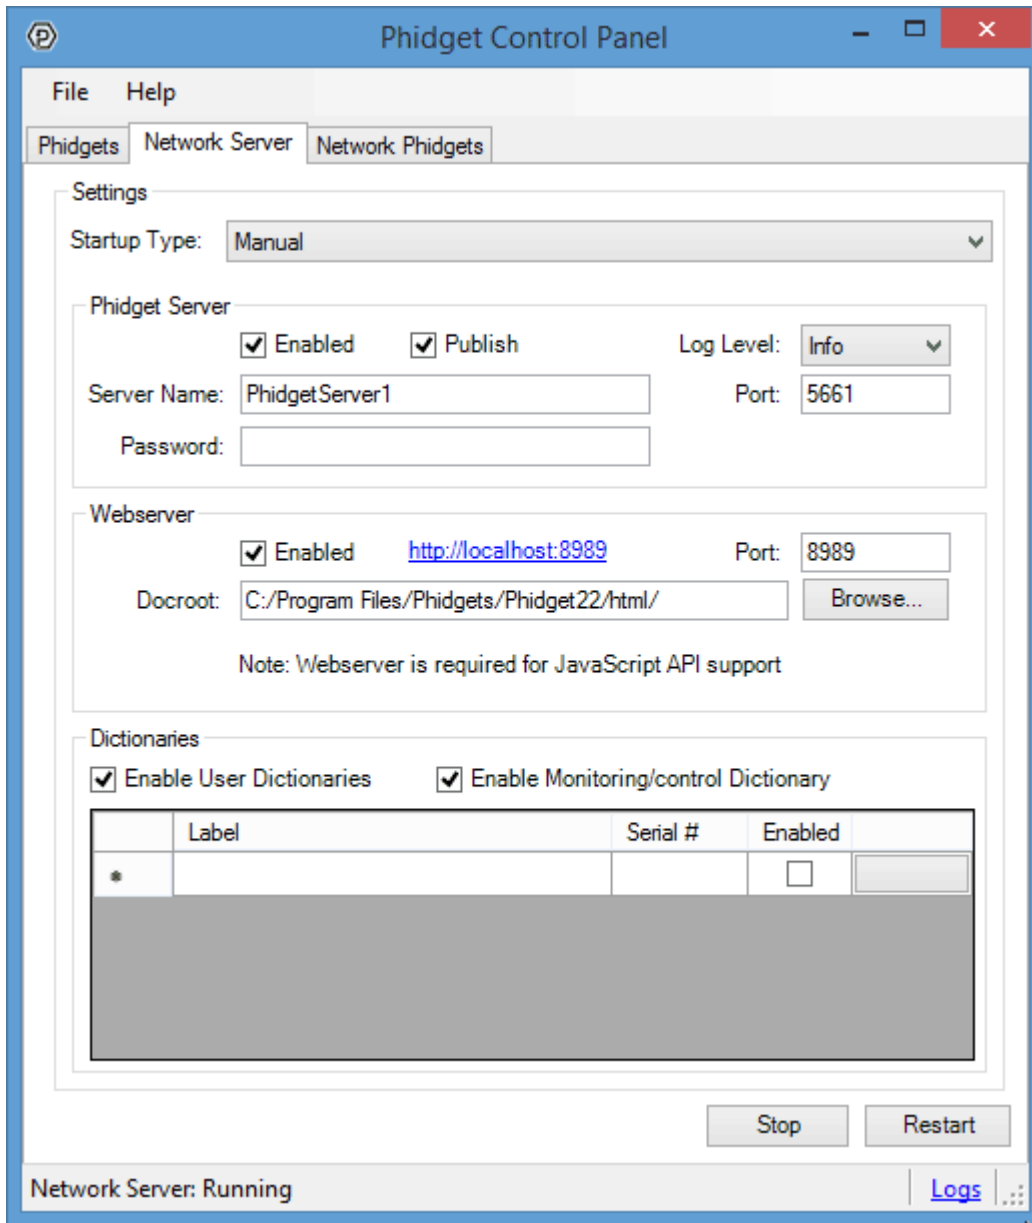 Phidget Control Panel
File Help
Phidgets Network Server Network Phidgets
Settings
Startup Type: Manual
Phidget Server
Enabled Publish Log Level: Info
Server Name: PhidgetServer1 Port: 5661
Password:
Webserver
Enabled http://localhost:8989 Port: 8989
Docroot: C:/Program Files/Phidgets/Phidget22/html/ Browse...
Note: Webserver is required for JavaScript API support
Dictionaries
Enable User Dictionaries Enable Monitoring/control Dictionary
Label Serial # Enabled
*
Stop Restart
Network Server: Running Logs